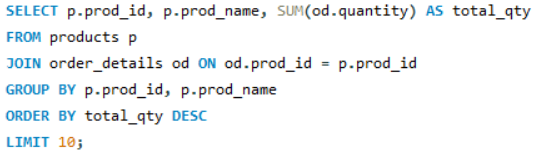 SELECT p.prod_id, p.prod_name, SUM(od.quantity) AS total_qty
FROM products p
JOIN order_details od ON od.prod_id = p.prod_id
GROUP BY p.prod_id, p.prod_name
ORDER BY total_qty DESC
LIMIT 10;